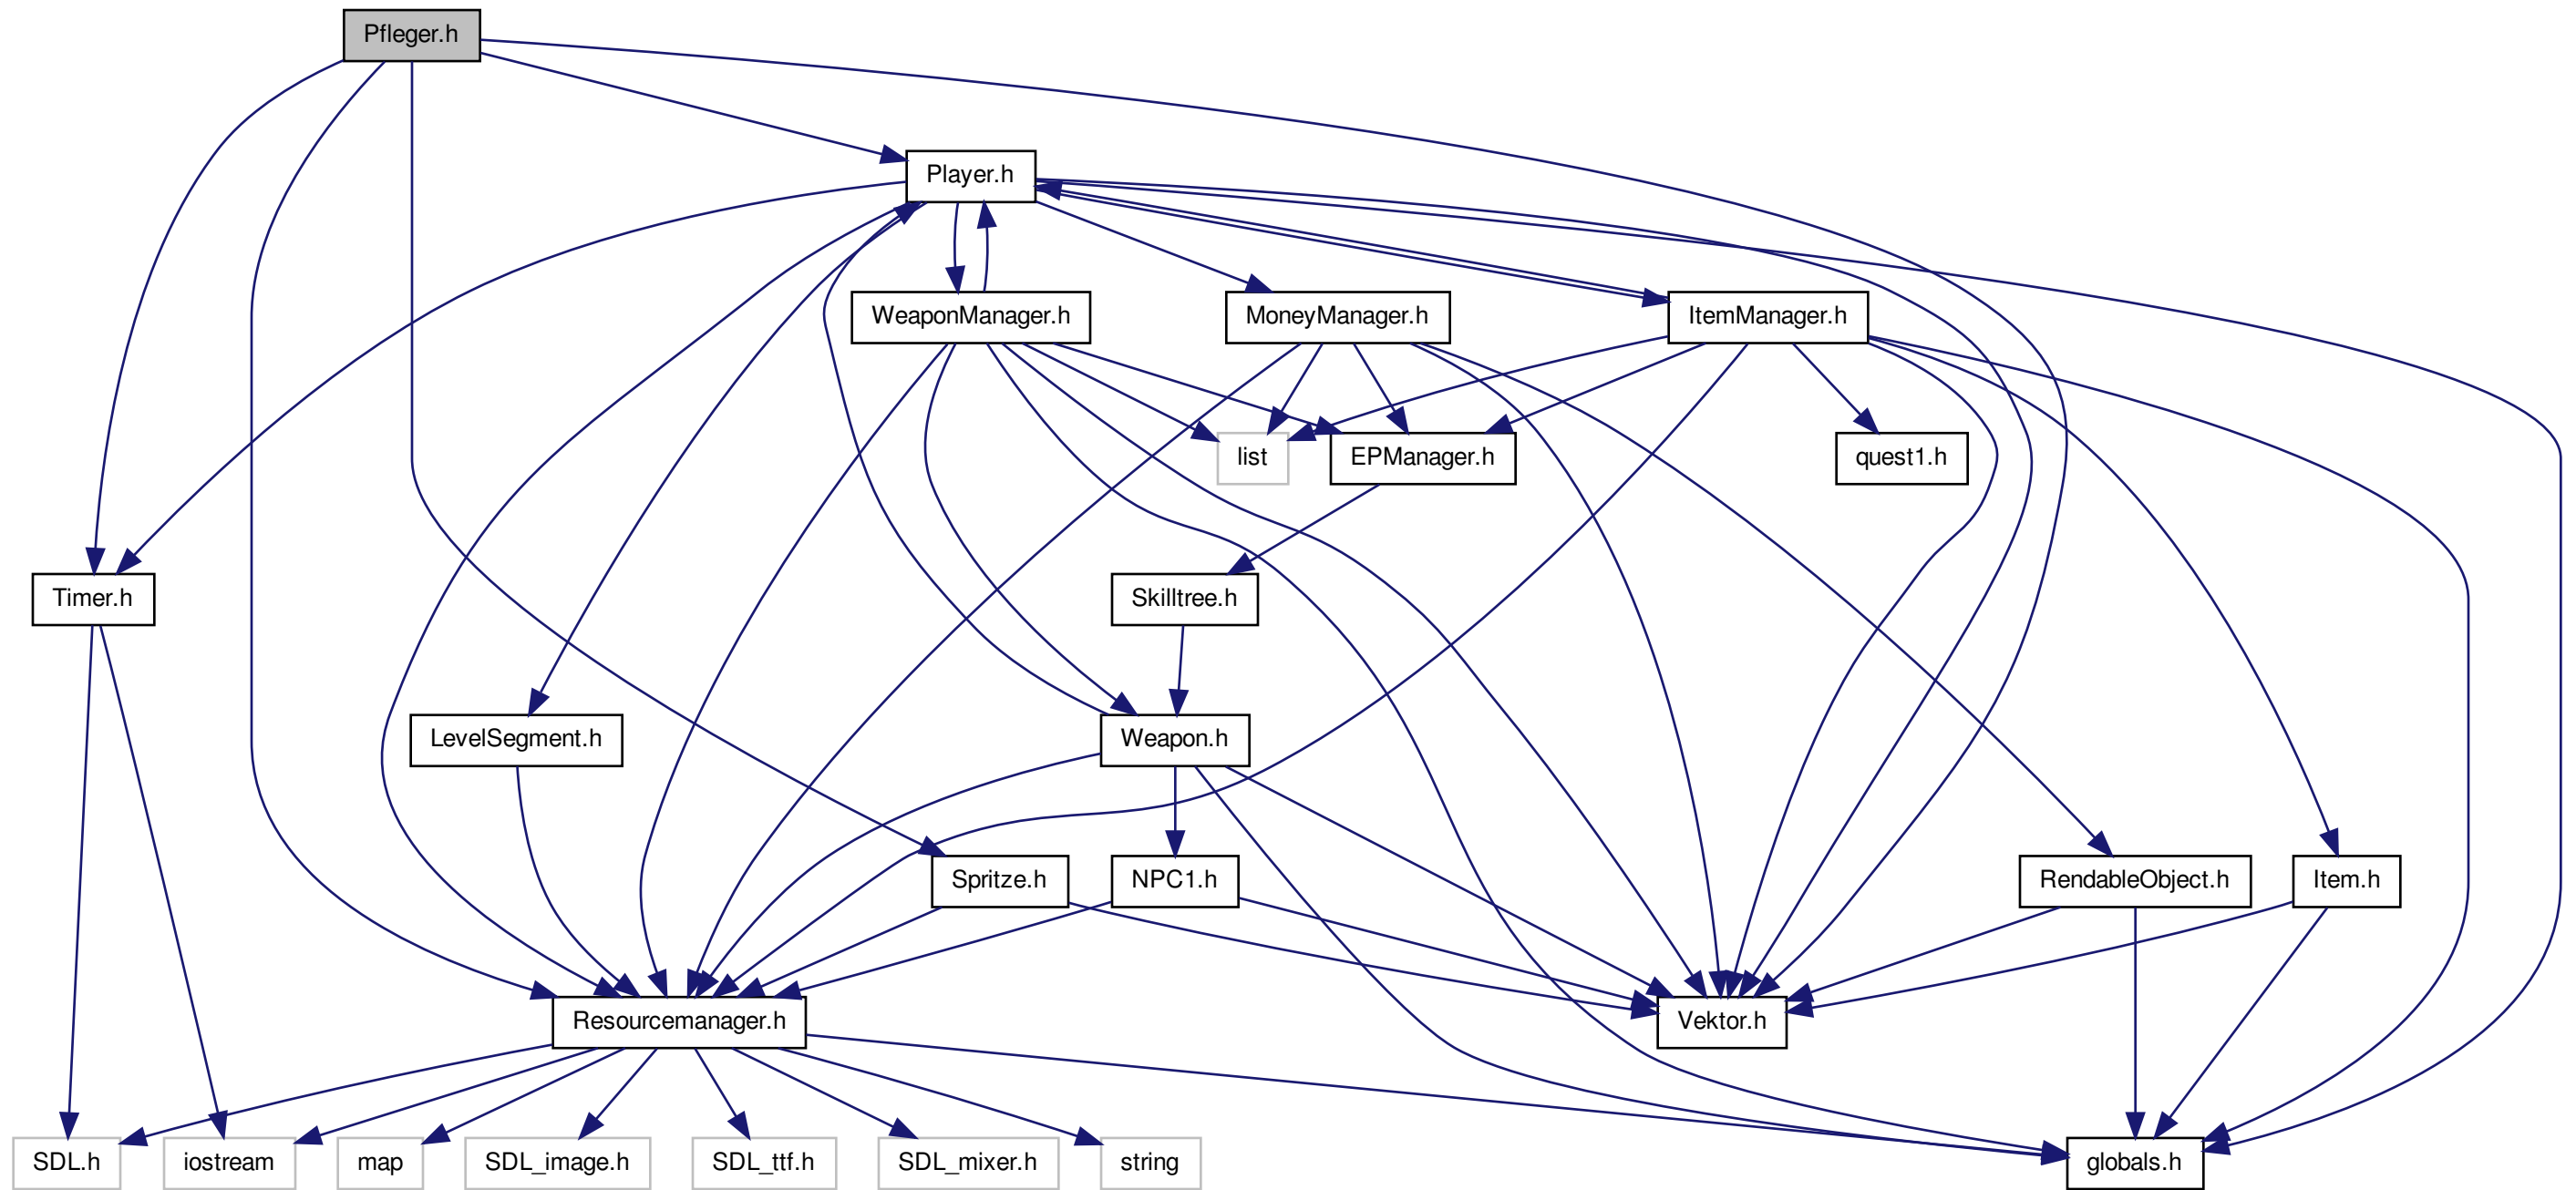 Pfleger.h
Player.h
WeaponManager.h
MoneyManager.h
ItemManager.h
list
EPManager.h
quest1.h
Timer.h
Skilltree.h
LevelSegment.h
Weapon.h
Spritze.h
NPC1.h
RendableObject.h
Item.h
Resourcemanager.h
Vektor.h
SDL.h
iostream
map
SDL_image.h
SDL_ttf.h
SDL_mixer.h
string
globals.h